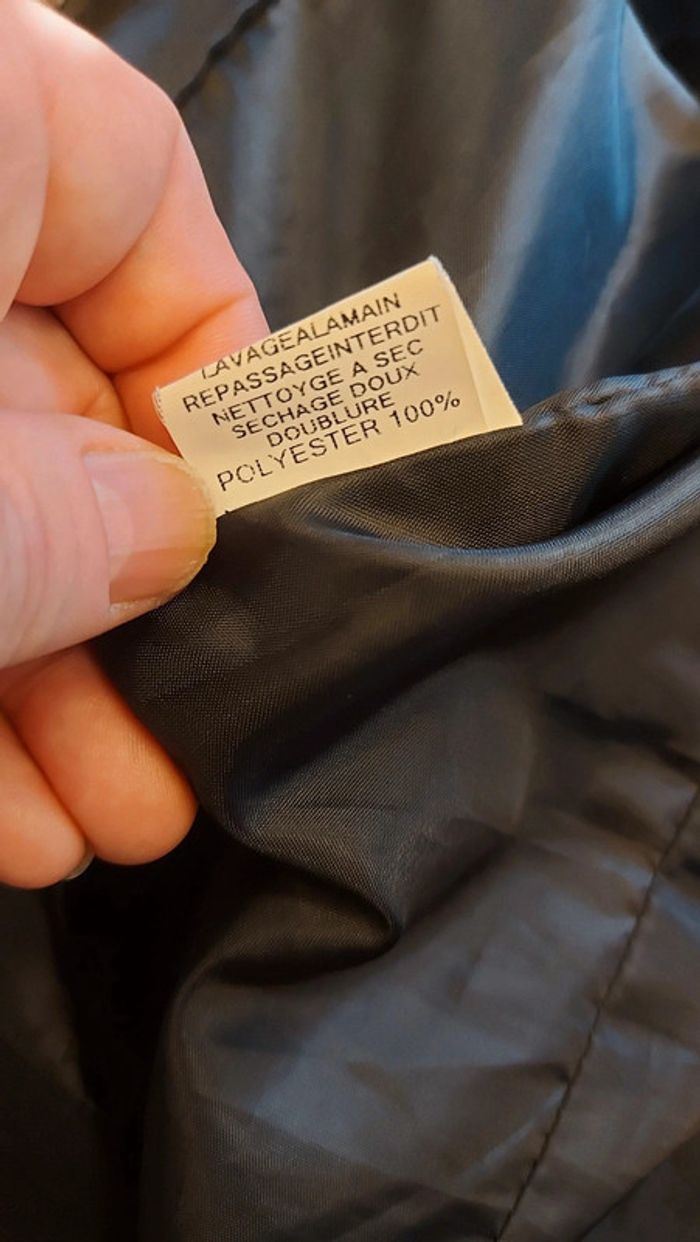 LAVAGEALAMAIN
REPASSAGEINTERDIT
NETTOYGE A SEC
SECHAGE DOUX
DOUBLURE
POLYESTER 100%